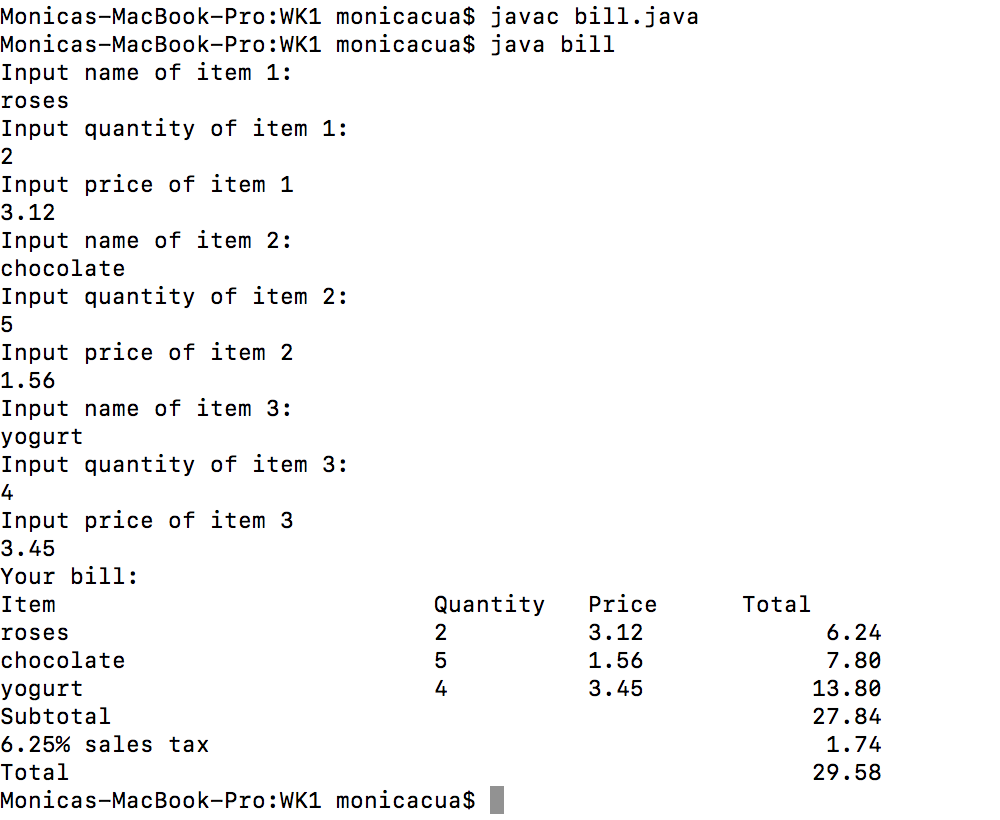 Monicas-MacBook-Pro:WK1 monicacua$ javac bill.java
Monicas-MacBook-Pro:WK1 monicacua$ java bill
Input name of item 1:
roses
Input quantity of item 1:
2
Input price of item 1
3.12
Input name of item 2:
chocolate
Input quantity of item 2:
5
Input price of item 2
1.56
Input name of item 3:
yogurt
Input quantity of item 3:
4
Input price of item 3
3.45
Your bill:
Item                           Quantity   Price      Total
roses                          2          3.12             6.24
chocolate                      5          1.56             7.80
yogurt                         4          3.45            13.80
Subtotal                                                  27.84
6.25% sales tax                                            1.74
Total                                                     29.58
Monicas-MacBook-Pro:WK1 monicacua$